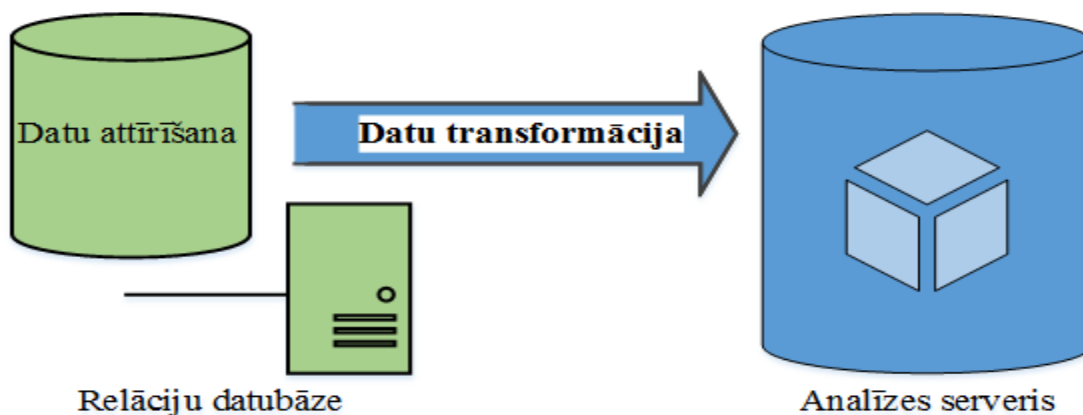 Datu attīrīšana
Datu transformācija
Relāciju datubāze
Analīzes serveris